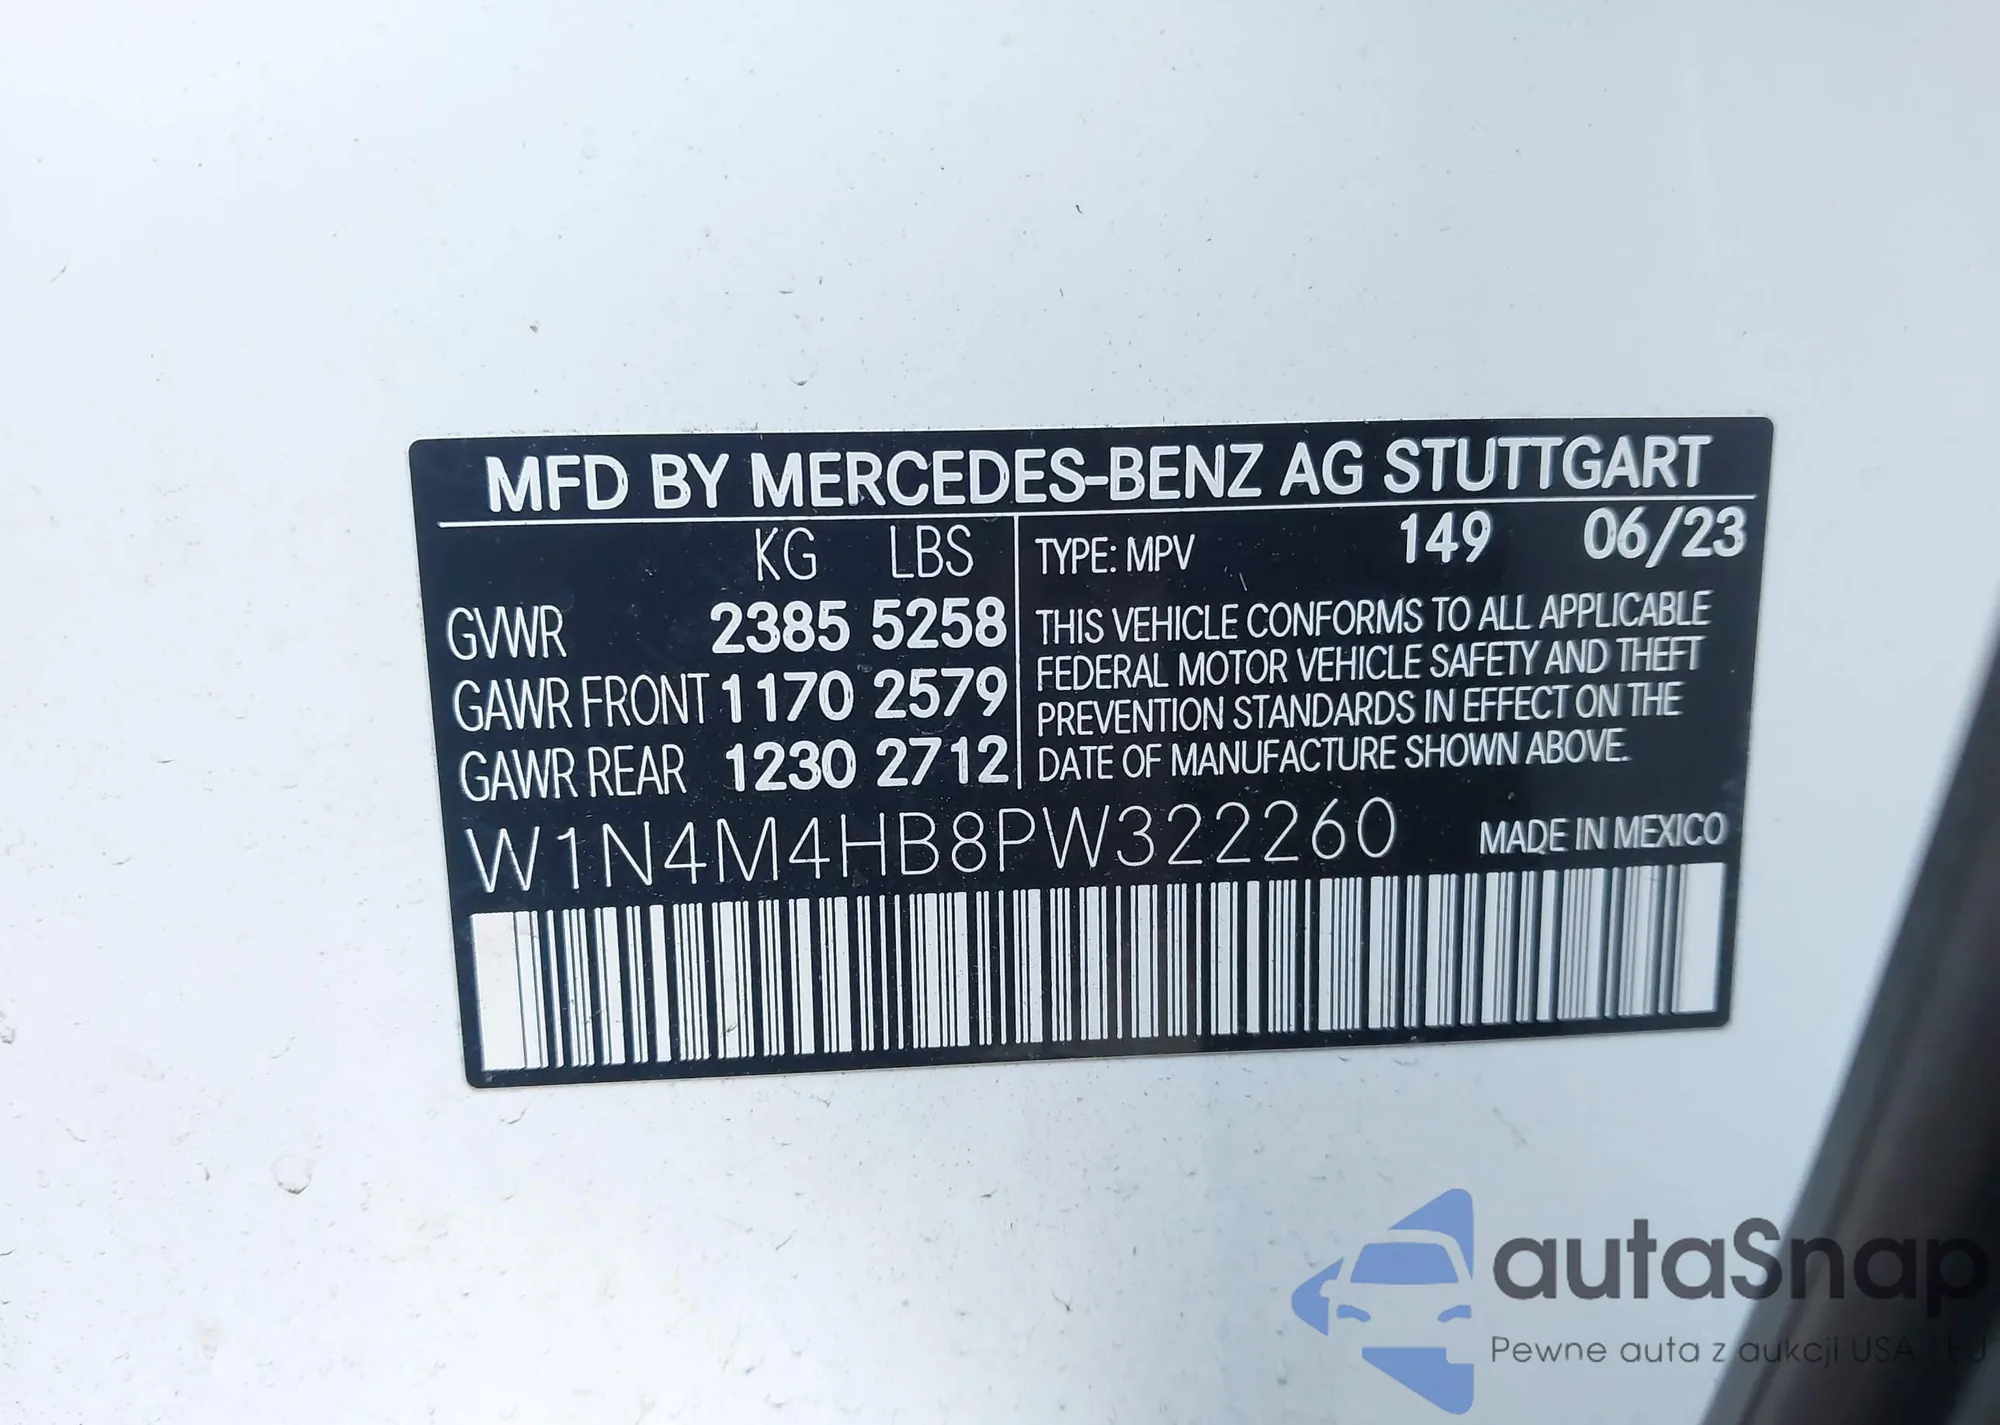 MFD BY MERCEDES-BENZ AG STUTTGART
KG LBS
GVWR 2385 5258
GAWR FRONT 1170 2579
GAWR REAR 1230 2712
TYPE: MPV 149 06/23
THIS VEHICLE CONFORMS TO ALL APPLICABLE
FEDERAL MOTOR VEHICLE SAFETY AND THEFT
PREVENTION STANDARDS IN EFFECT ON THE
DATE OF MANUFACTURE SHOWN ABOVE.
W1N4M4HB8PW322260 MADE IN MEXICO
autaSnap
Pewne auta z aukcji USA - EU